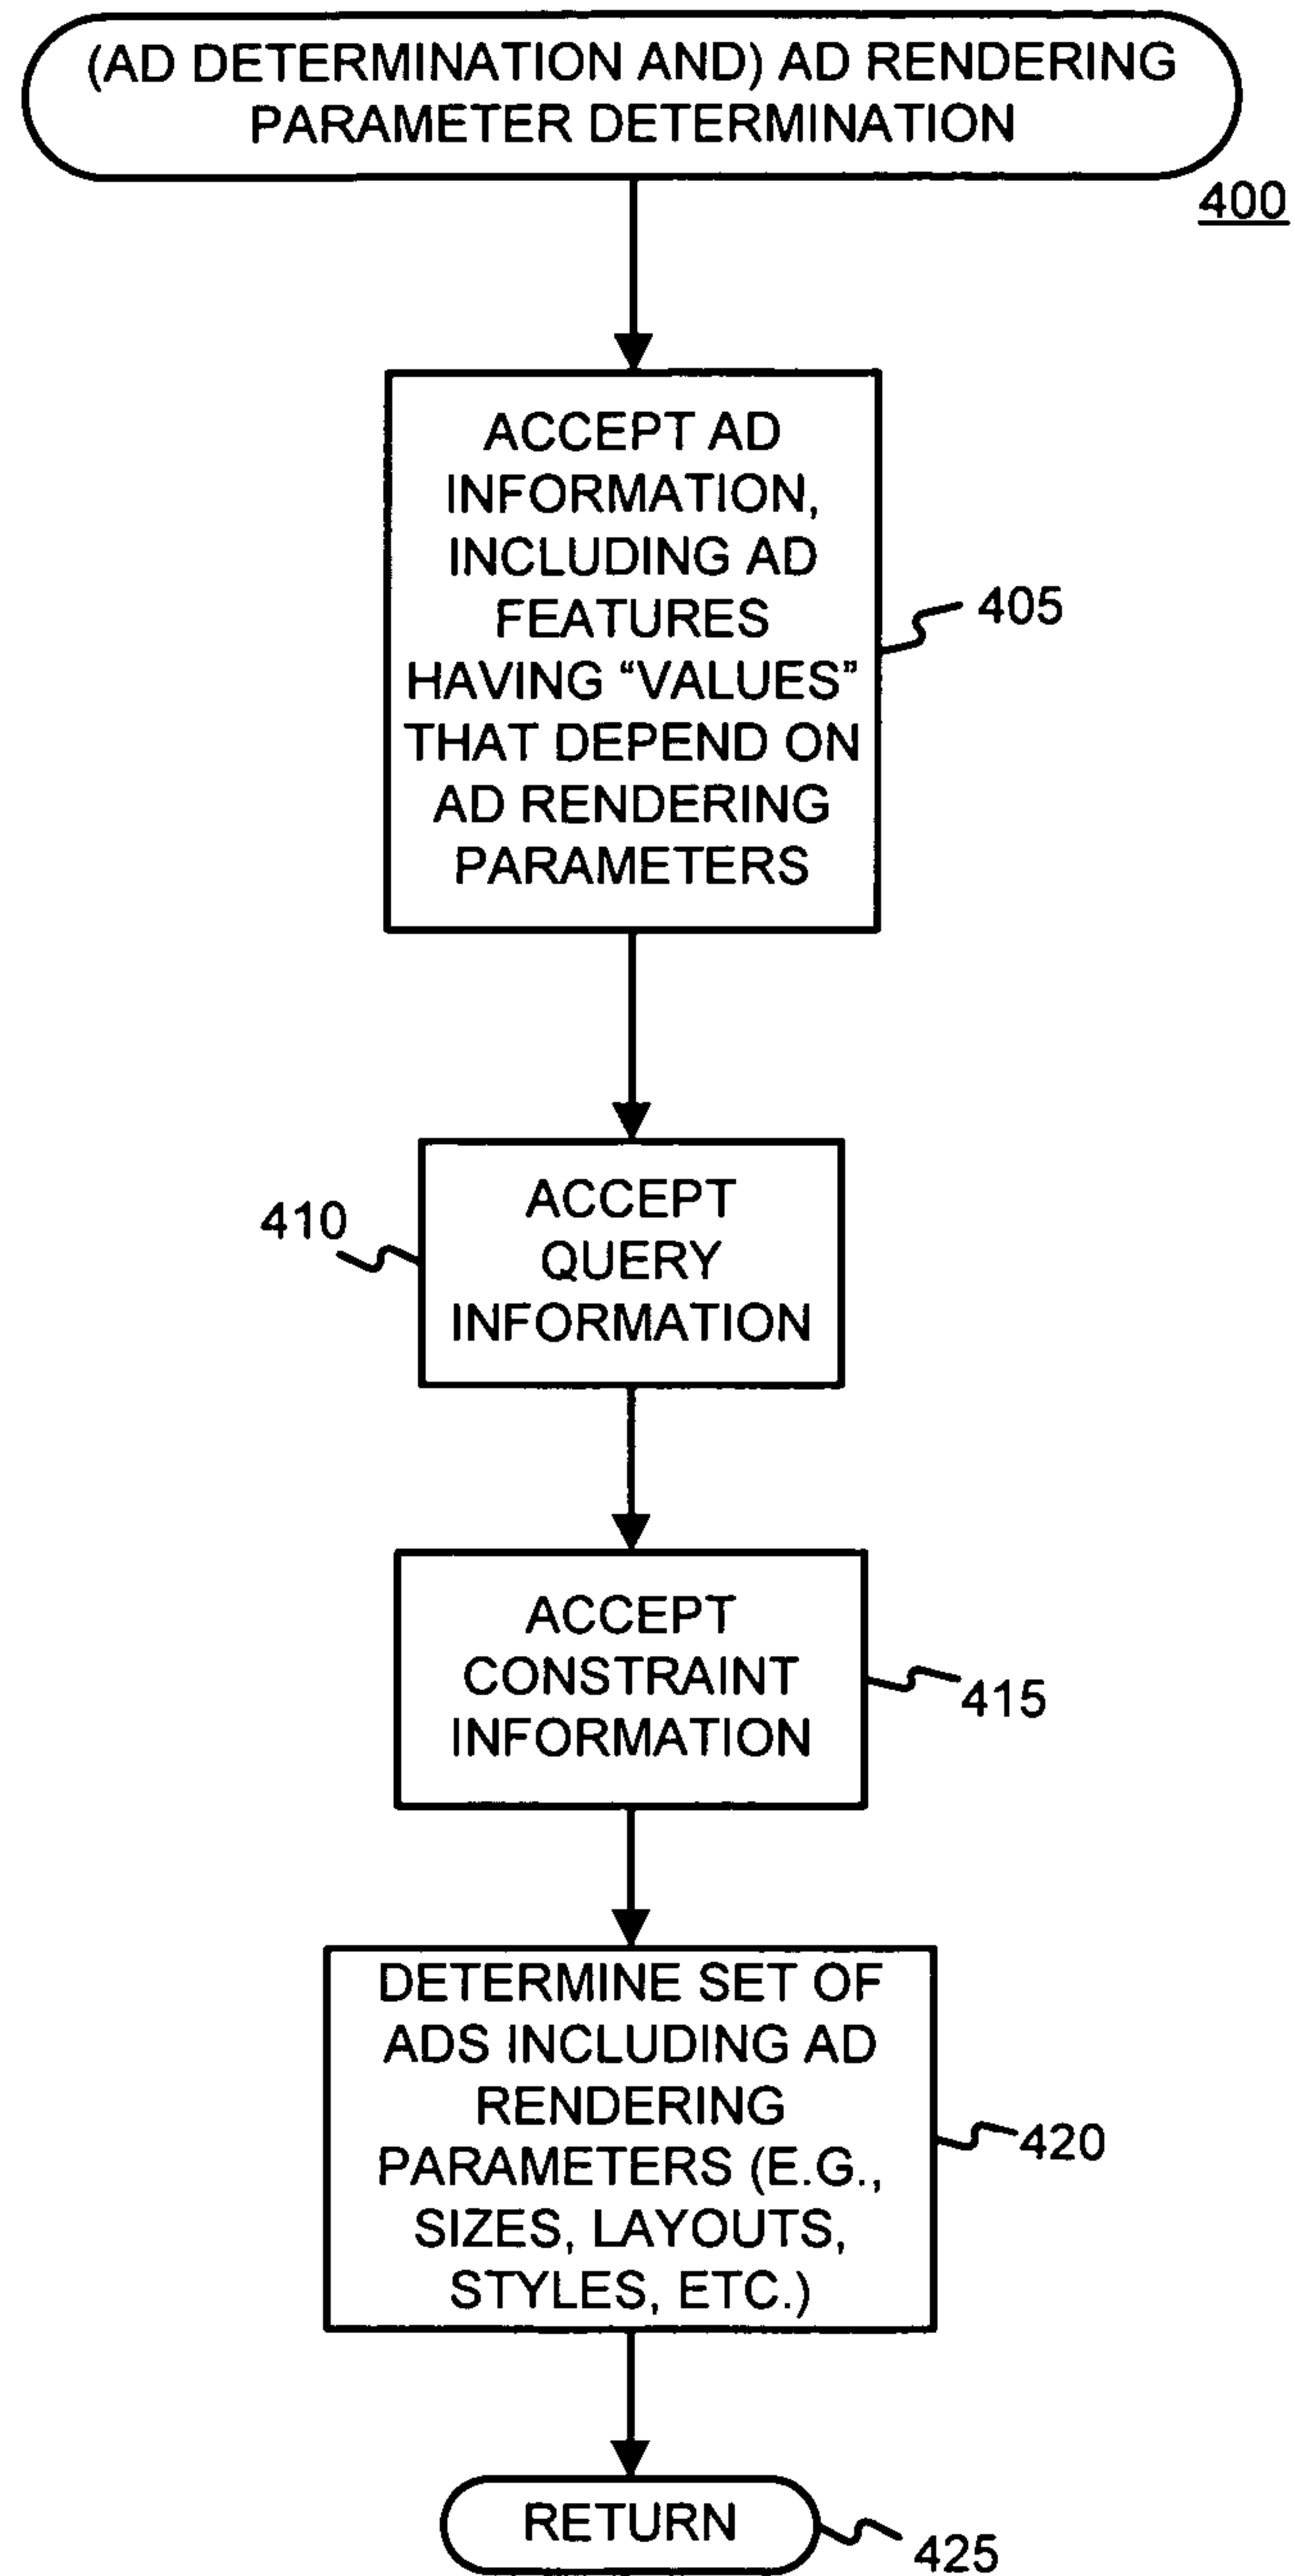 (AD DETERMINATION AND) AD RENDERING
PARAMETER DETERMINATION
400
ACCEPT AD
INFORMATION,
INCLUDING AD
FEATURES
HAVING “VALUES”
THAT DEPEND ON
AD RENDERING
PARAMETERS
405
ACCEPT
QUERY
INFORMATION
410
ACCEPT
CONSTRAINT
INFORMATION
415
DETERMINE SET OF
ADS INCLUDING AD
RENDERING
PARAMETERS (E.G.,
SIZES, LAYOUTS,
STYLES, ETC.)
420
RETURN
425